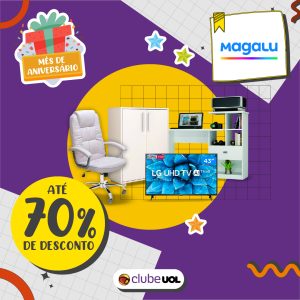 MÊS DE
ANIVERSÁRIO
MAGALU
LG UHD TV
43"
ATÉ
70%
DE DESCONTO
clube UOL